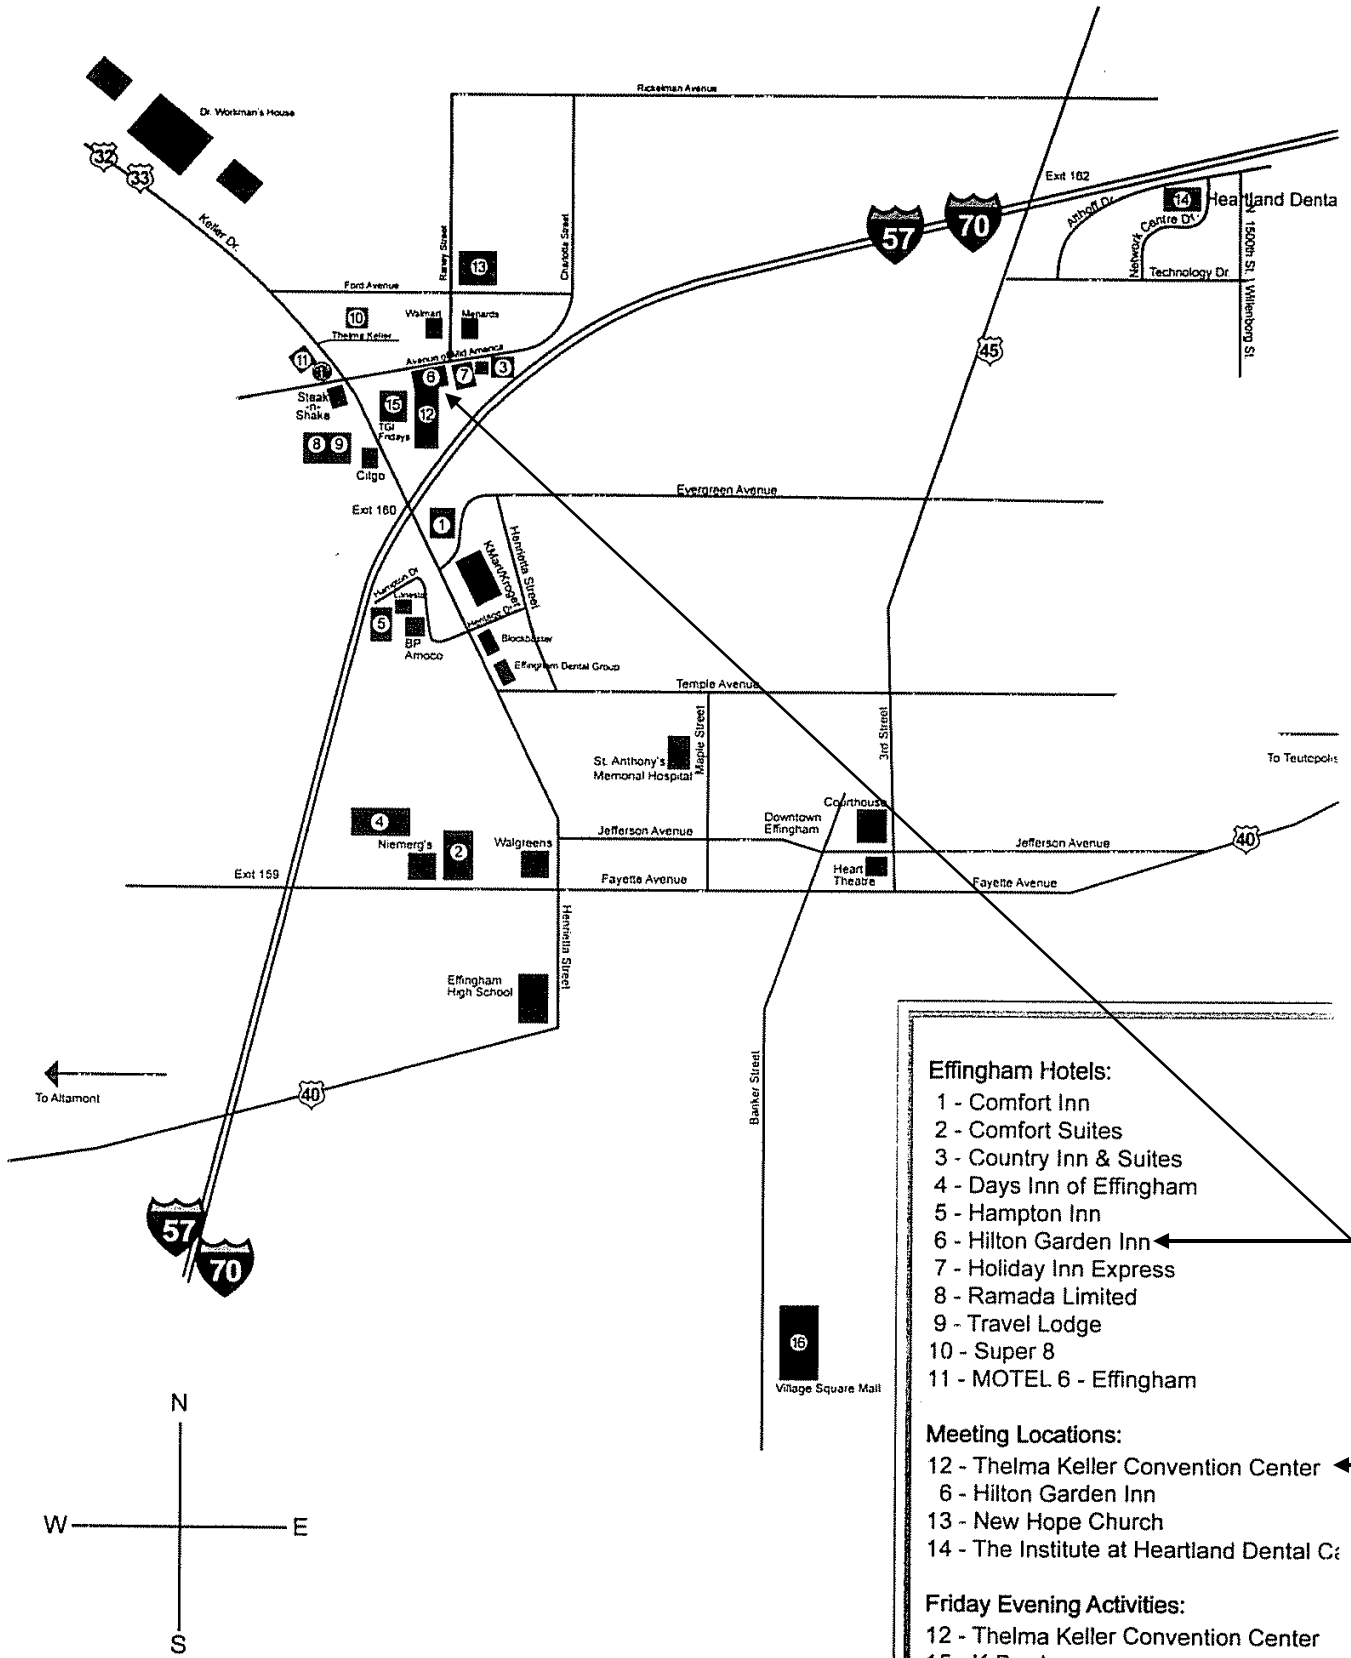 Rickelman Avenue
Dr. Workman's House
32
33
Keller Dr.
Raney Street
Charlotte Street
Exit 162
57
70
Althoff Dr.
Network Centre Dr.
14
Heartland Denta
N 1500th St. \ Willenborg St.
Technology Dr.
13
Ford Avenue
10
Walmart
Menards
Thelma Keller
11
Avenue of Mid America
6
7
3
45
Steak
-n-
Shake
15
TGI
Fridays
12
8
9
Citgo
Exit 160
1
Evergreen Avenue
Henrietta Street
KMart/Kroger
Hampton Dr
5
BP
Amoco
Heritage Dr.
Blockbuster
Effingham Dental Group
Temple Avenue
Maple Street
3rd Street
St. Anthony's
Memorial Hospital
To Teutopolis
4
Niemerg's
2
Walgreens
Jefferson Avenue
Downtown
Effingham
Courthouse
Jefferson Avenue
40
Exit 159
Fayette Avenue
Heart
Theatre
Fayette Avenue
Henrietta Street
Effingham
High School
To Altamont
40
Banker Street
57
70
16
Village Square Mall
N
W
E
S
Effingham Hotels:
1 - Comfort Inn
2 - Comfort Suites
3 - Country Inn & Suites
4 - Days Inn of Effingham
5 - Hampton Inn
6 - Hilton Garden Inn
7 - Holiday Inn Express
8 - Ramada Limited
9 - Travel Lodge
10 - Super 8
11 - MOTEL 6 - Effingham
Meeting Locations:
12 - Thelma Keller Convention Center
6 - Hilton Garden Inn
13 - New Hope Church
14 - The Institute at Heartland Dental Ca
Friday Evening Activities:
12 - Thelma Keller Convention Center